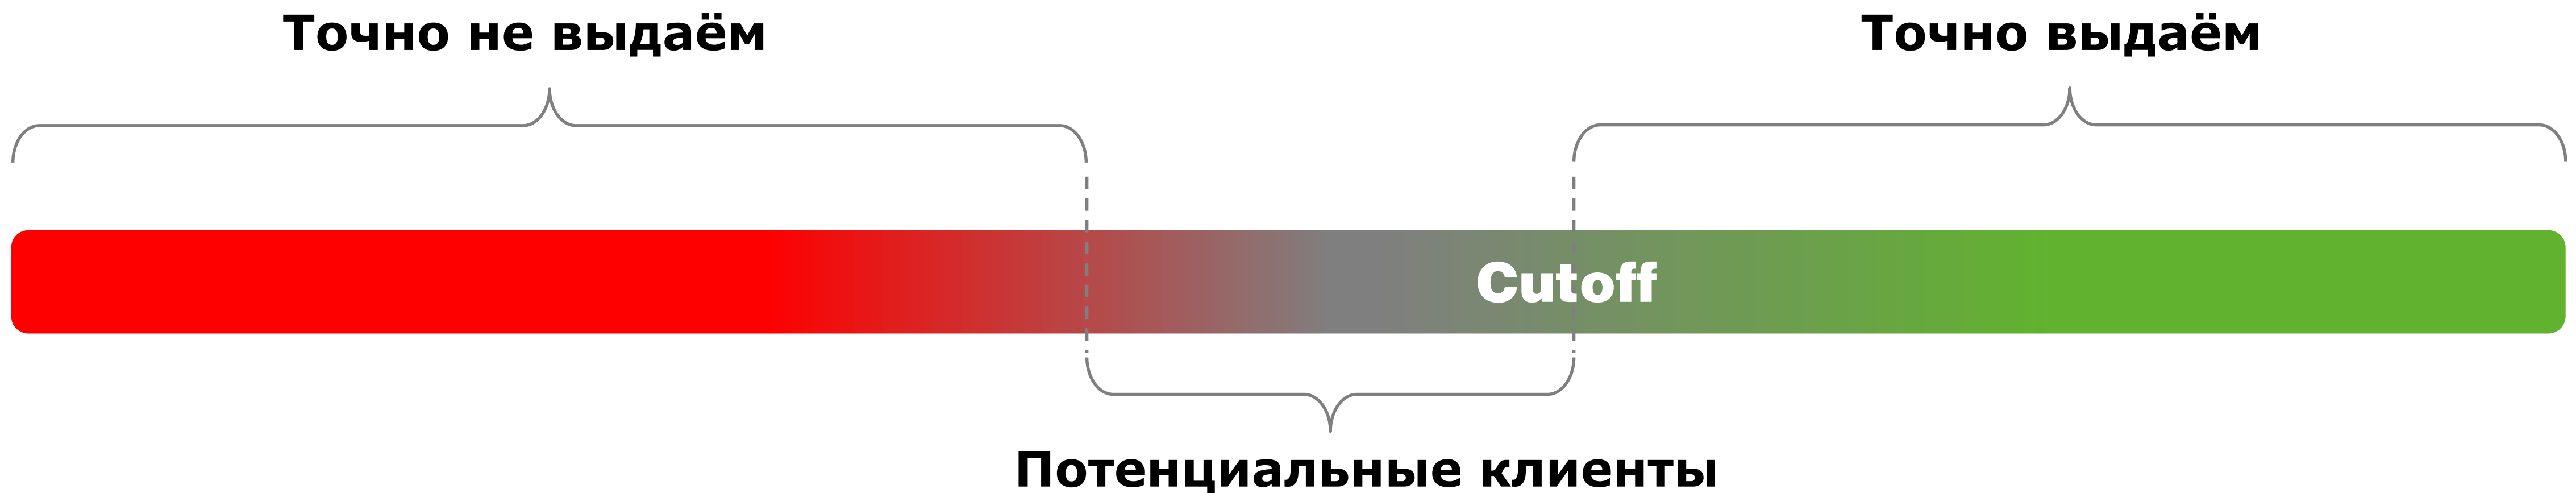 Точно не выдаём
Точно выдаём
Cutoff
Потенциальные клиенты